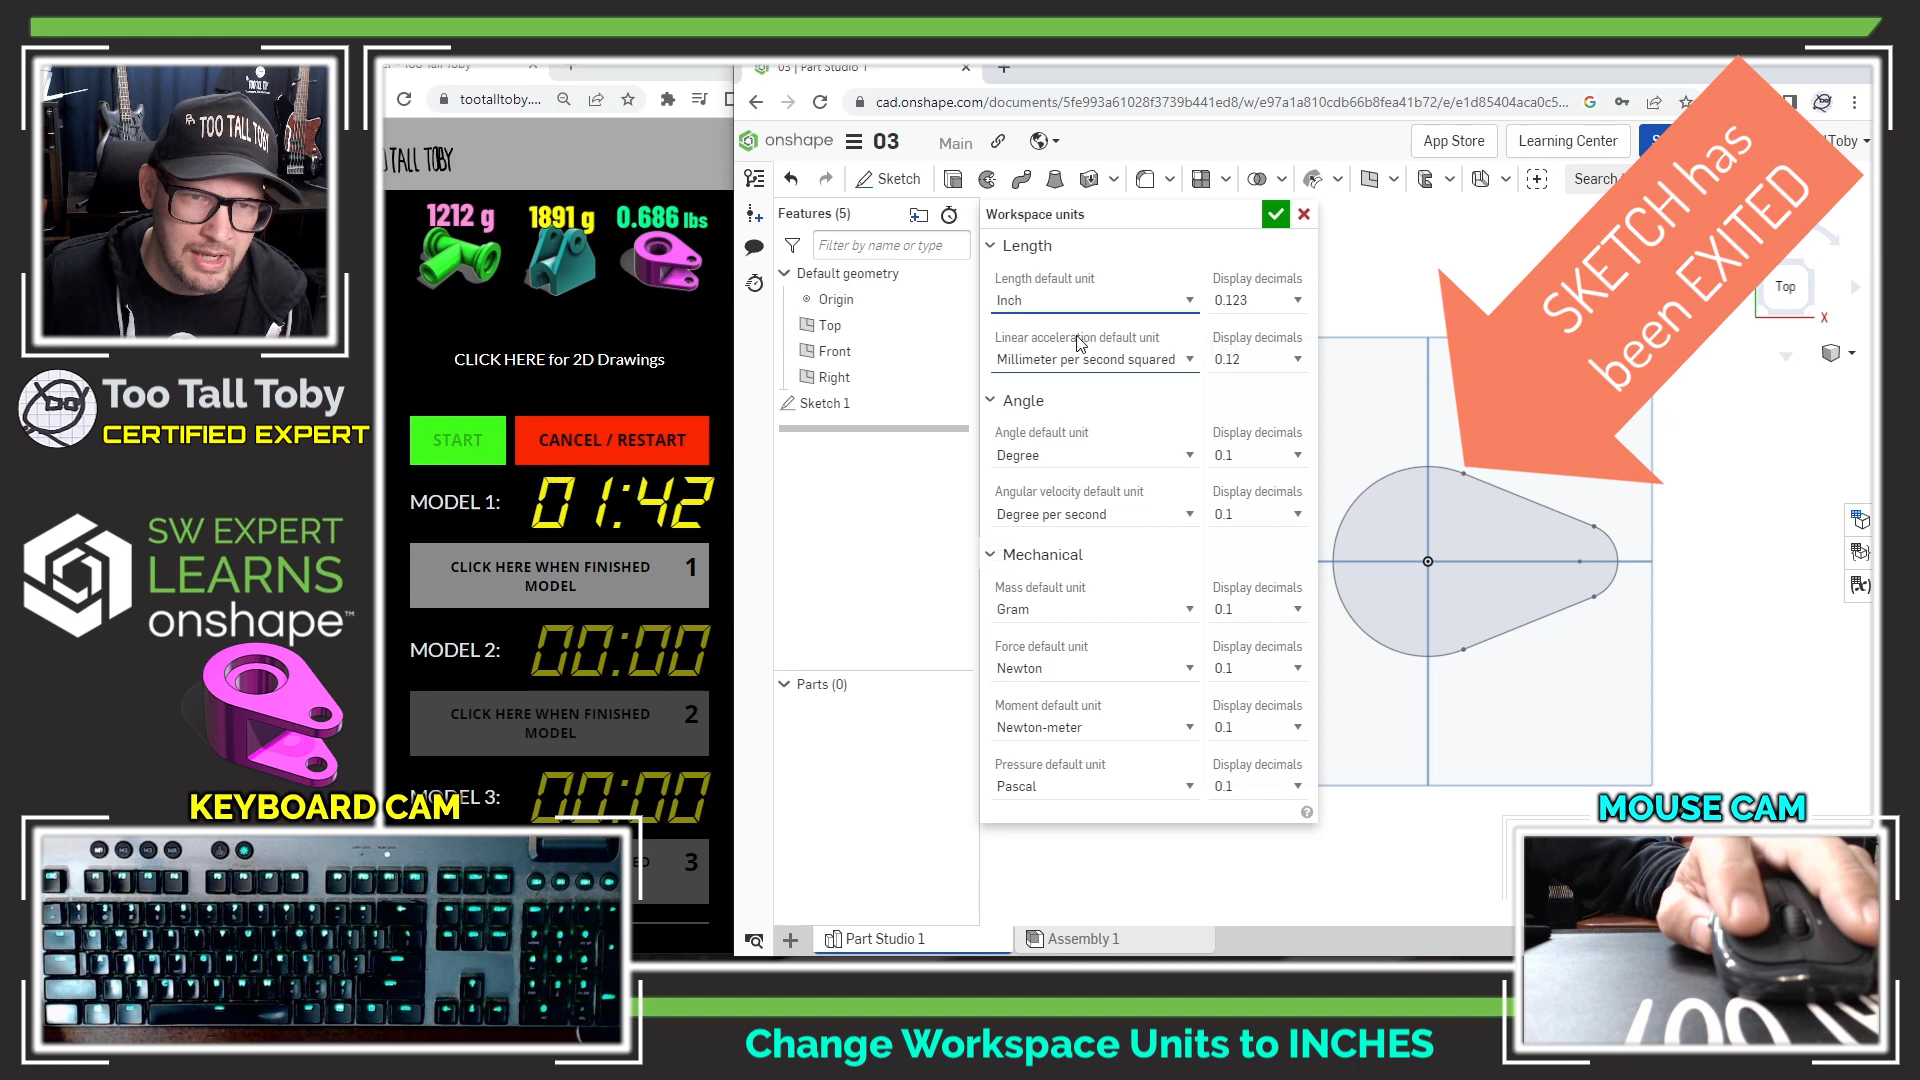 TOO TALL TOBY
Too Tall Toby
CERTIFIED EXPERT
SW EXPERT
LEARNS
onshape™
KEYBOARD CAM
tootalltoby....
TALL TOBY
1212 g
1891 g
0.686 lbs
CLICK HERE for 2D Drawings
START
CANCEL / RESTART
MODEL 1:
01:42
CLICK HERE WHEN FINISHED
MODEL
1
MODEL 2:
00:00
CLICK HERE WHEN FINISHED
MODEL
2
MODEL 3:
00:00
ED
3
03 | Part Studio 1
cad.onshape.com/documents/5fe993a61028f3739b441ed8/w/e97a1a810cdb66b8fea41b72/e/e1d85404aca0c5...
onshape
03
Main
App Store
Learning Center
Toby
Sketch
Search
Features (5)
Filter by name or type
Default geometry
Origin
Top
Front
Right
Sketch 1
Parts (0)
Workspace units
Length
Length default unit
Display decimals
Inch
0.123
Linear acceleration default unit
Display decimals
Millimeter per second squared
0.12
Angle
Angle default unit
Display decimals
Degree
0.1
Angular velocity default unit
Display decimals
Degree per second
0.1
Mechanical
Mass default unit
Display decimals
Gram
0.1
Force default unit
Display decimals
Newton
0.1
Moment default unit
Display decimals
Newton-meter
0.1
Pressure default unit
Display decimals
Pascal
0.1
SKETCH has
been EXITED
Top
X
Part Studio 1
Assembly 1
MOUSE CAM
Change Workspace Units to INCHES